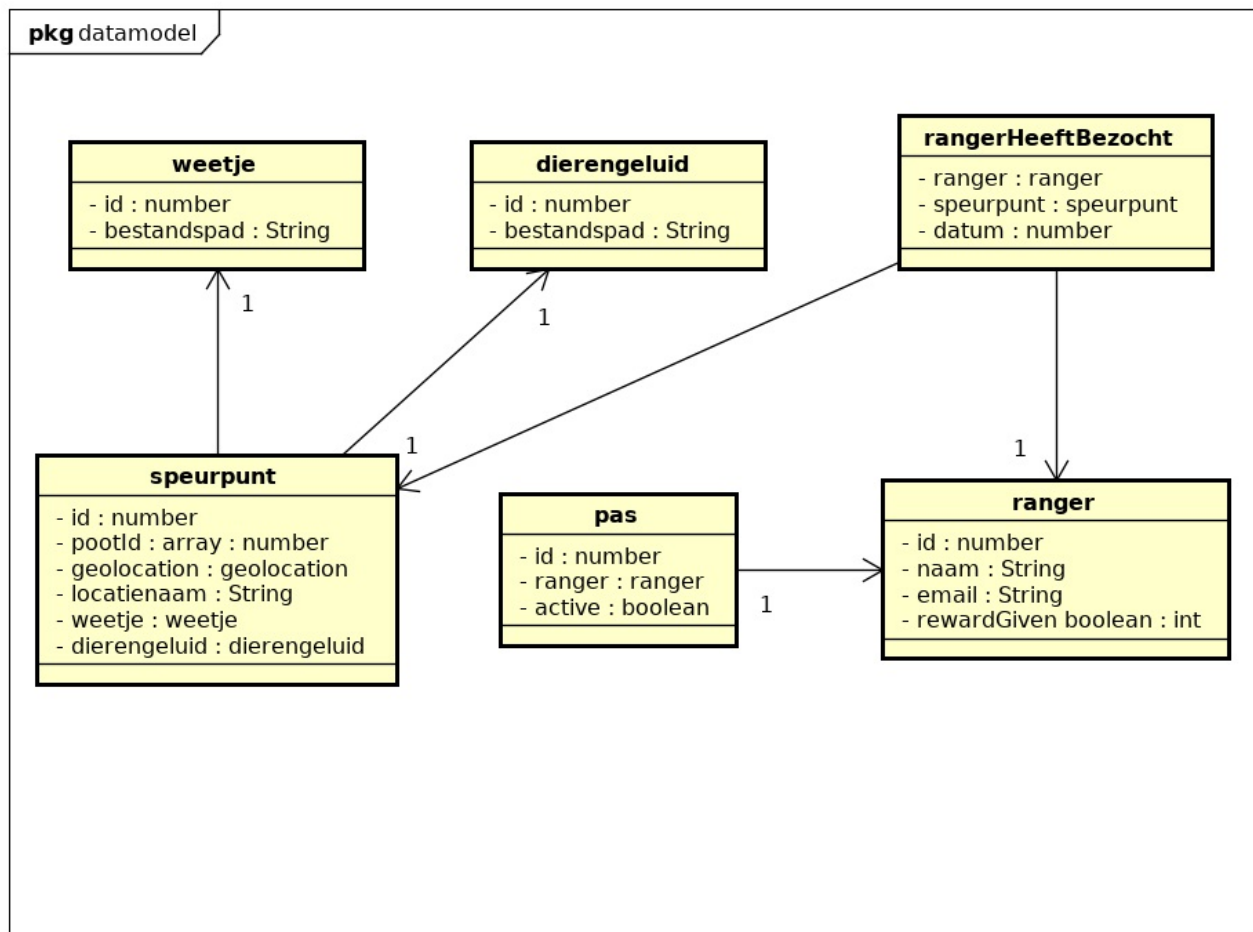 pkg datamodel
weetje
- id : number
- bestandspad : String
dierengeluid
- id : number
- bestandspad : String
rangerHeeftBezocht
- ranger : ranger
- speurpunt : speurpunt
- datum : number
1
1
1
1
speurpunt
- id : number
- pootId : array : number
- geolocation : geolocation
- locatienaam : String
- weetje : weetje
- dierengeluid : dierengeluid
pas
- id : number
- ranger : ranger
- active : boolean
1
ranger
- id : number
- naam : String
- email : String
- rewardGiven boolean : int